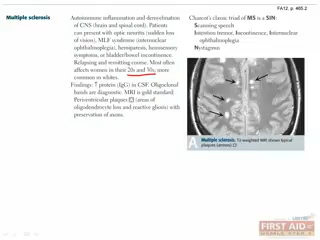 FA12, p. 465.2
Multiple sclerosis
Autoimmune inflammation and demyelination
of CNS (brain and spinal cord). Patients
can present with optic neuritis (sudden loss
of vision), MLF syndrome (internuclear
ophthalmoplegia), hemiparesis, hemisensory
symptoms, or bladder/bowel incontinence.
Relapsing and remitting course. Most often
affects women in their 20s and 30s; more
common in whites.
Findings: ↑ protein (IgG) in CSF. Oligoclonal
bands are diagnostic. MRI is gold standard.
Periventricular plaques A (areas of
oligodendrocyte loss and reactive gliosis) with
preservation of axons.
Charcot's classic triad of MS is a SIN:
Scanning speech
Intention tremor, Incontinence, Internuclear
ophthalmoplegia
Nystagmus
A
Multiple sclerosis. T2-weighted MRI shows typical
plaques (arrows).
FIRST AID